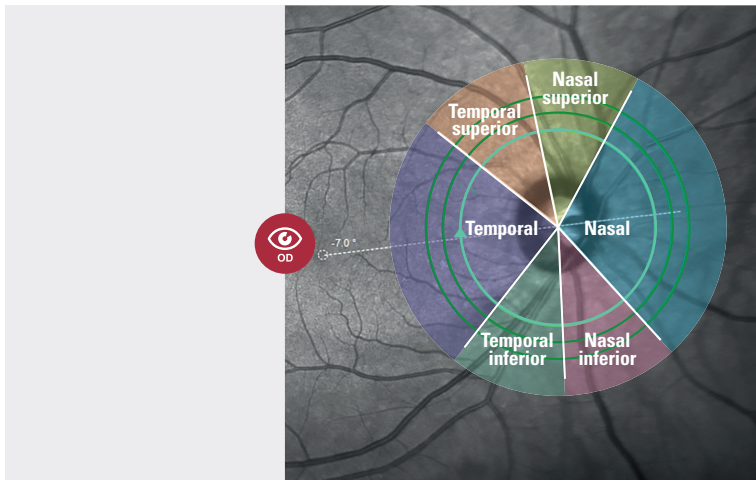 Nasal
superior
Temporal
superior
Temporal
Nasal
-7.0 °
OD
Temporal
inferior
Nasal
inferior